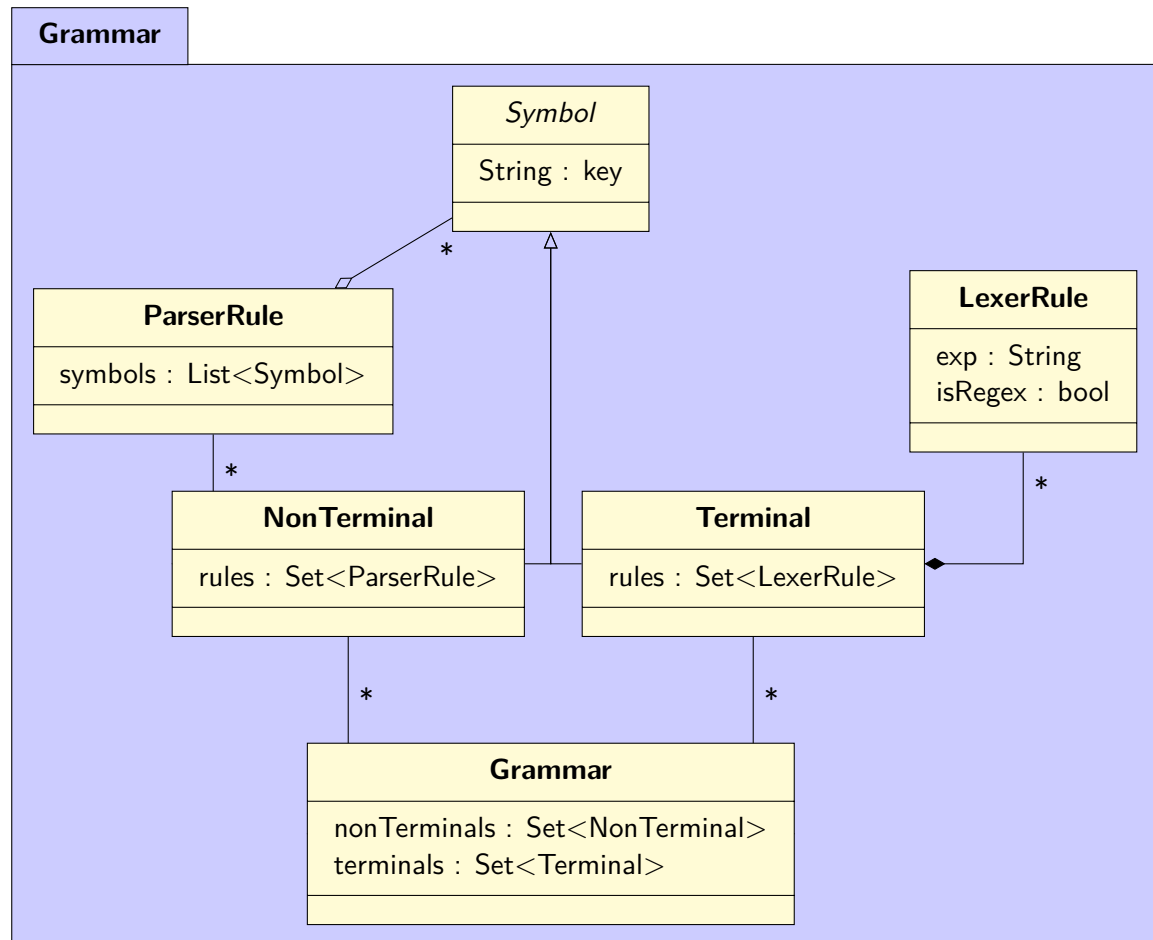 Grammar
Symbol
String : key
*
ParserRule
symbols : List<Symbol>
LexerRule
exp : String
isRegex : bool
*
*
NonTerminal
rules : Set<ParserRule>
Terminal
rules : Set<LexerRule>
*
*
Grammar
nonTerminals : Set<NonTerminal>
terminals : Set<Terminal>